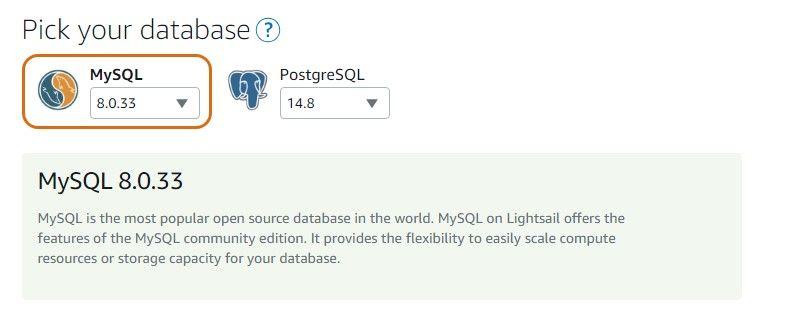 Pick your database ?
MySQL
8.0.33
PostgreSQL
14.8
MySQL 8.0.33
MySQL is the most popular open source database in the world. MySQL on Lightsail offers the
features of the MySQL community edition. It provides the flexibility to easily scale compute
resources or storage capacity for your database.